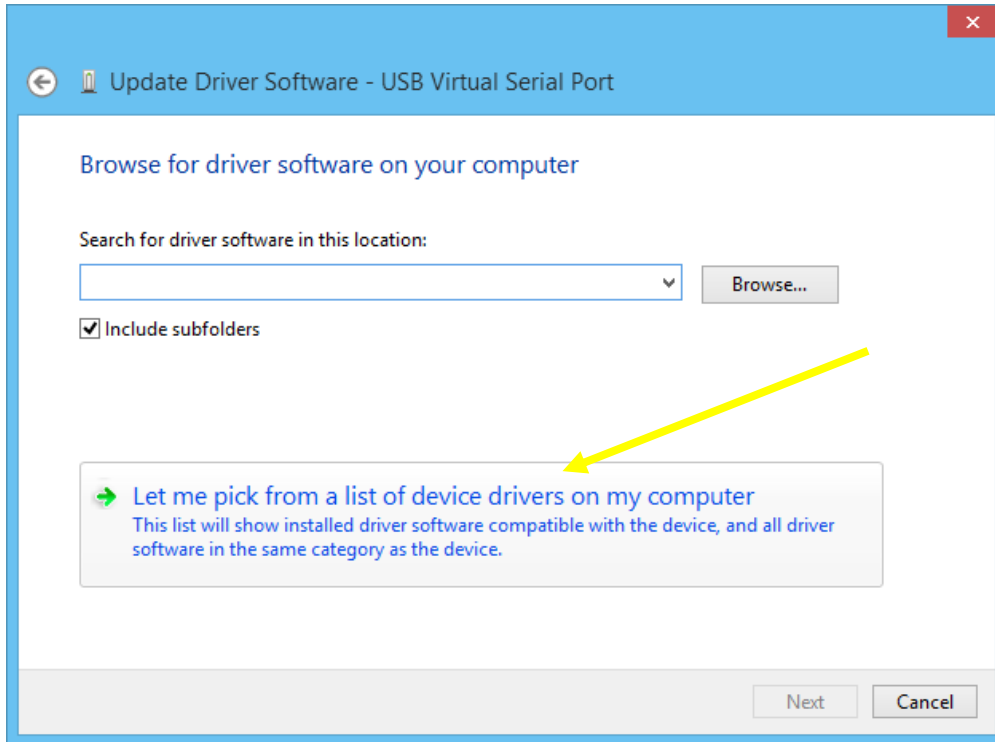 Update Driver Software - USB Virtual Serial Port
Browse for driver software on your computer
Search for driver software in this location:
Browse...
Include subfolders
Let me pick from a list of device drivers on my computer
This list will show installed driver software compatible with the device, and all driver
software in the same category as the device.
Next
Cancel